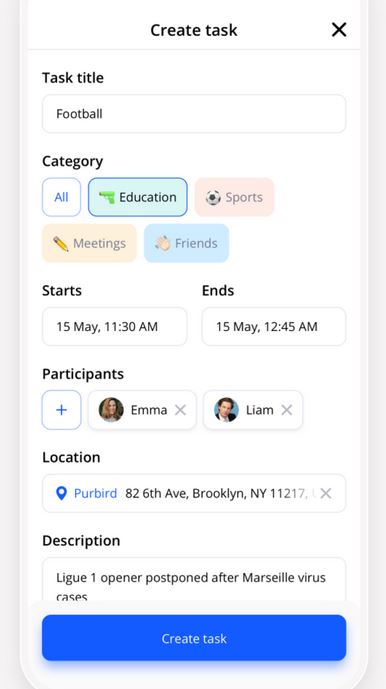 Create task
Task title
Football
Category
All
Education
Sports
Meetings
Friends
Starts
Ends
15 May, 11:30 AM
15 May, 12:45 AM
Participants
+
Emma
Liam
Location
Purbird 82 6th Ave, Brooklyn, NY 11217,
Description
Ligue 1 opener postponed after Marseille virus
cases
Create task